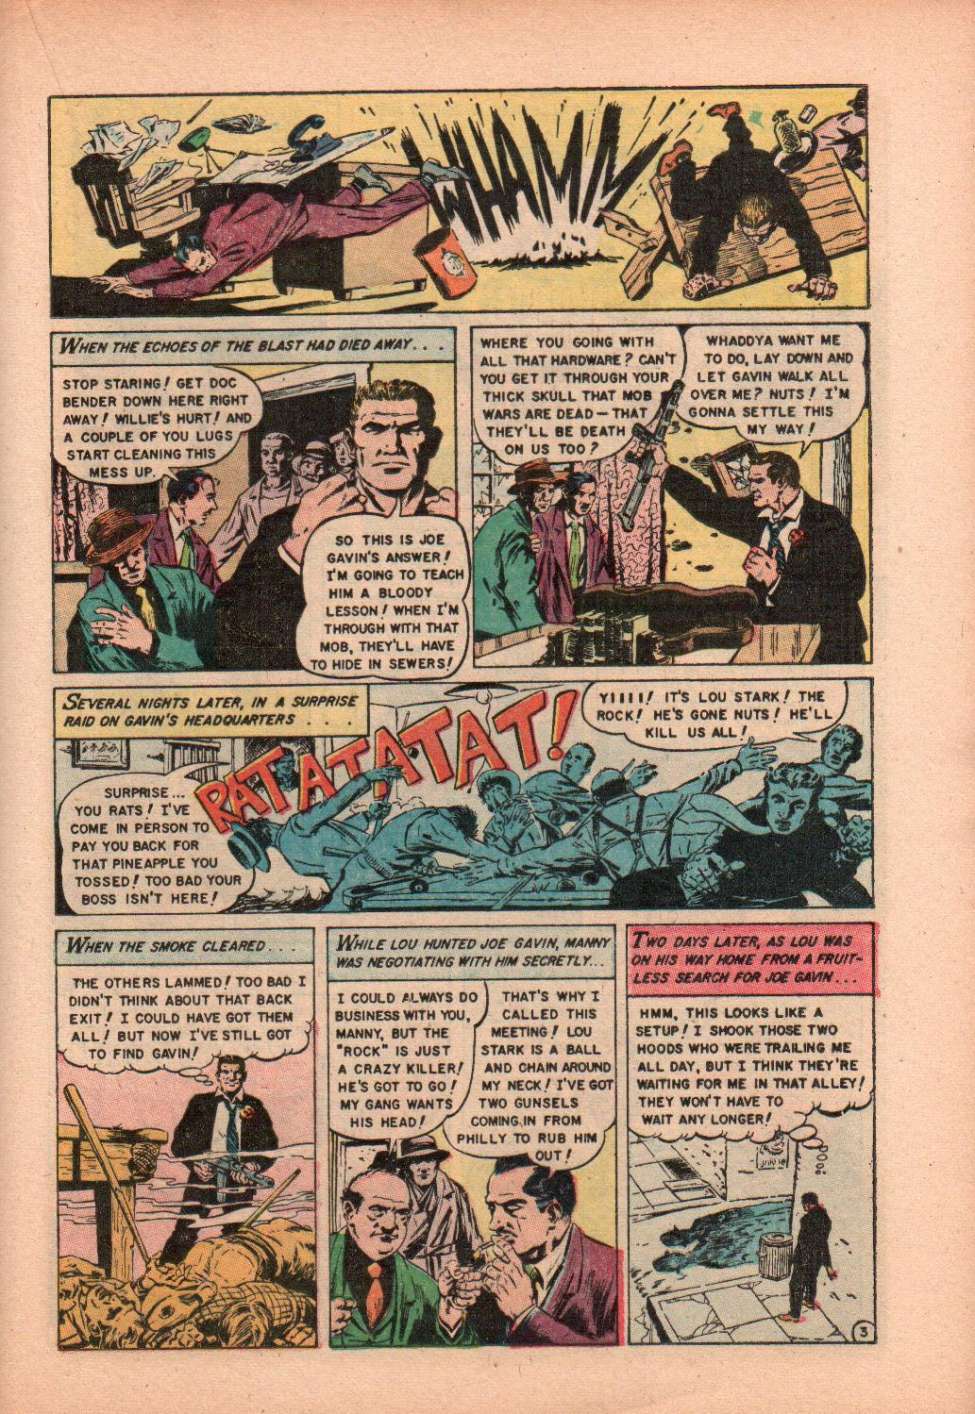 WHAMM
WHEN THE ECHOES OF THE BLAST HAD DIED AWAY...
STOP STARING! GET DOC
BENDER DOWN HERE RIGHT
AWAY! WILLIE'S HURT! AND
A COUPLE OF YOU LUGS
START CLEANING THIS
MESS UP.
SO THIS IS JOE
GAVIN'S ANSWER!
I'M GOING TO TEACH
HIM A BLOODY
LESSON! WHEN I'M
THROUGH WITH THAT
MOB, THEY'LL HAVE
TO HIDE IN SEWERS!
WHERE YOU GOING WITH
ALL THAT HARDWARE? CAN'T
YOU GET IT THROUGH YOUR
THICK SKULL THAT MOB
WARS ARE DEAD — THAT
THEY'LL BE DEATH
ON US TOO?
WHADDYA WANT ME
TO DO, LAY DOWN AND
LET GAVIN WALK ALL
OVER ME? NUTS! I'M
GONNA SETTLE THIS
MY WAY!
SEVERAL NIGHTS LATER, IN A SURPRISE
RAID ON GAVIN'S HEADQUARTERS . . . .
SURPRISE...
YOU RATS! I'VE
COME IN PERSON TO
PAY YOU BACK FOR
THAT PINEAPPLE YOU
TOSSED! TOO BAD YOUR
BOSS ISN'T HERE!
RATATATATAT!
YIIII! IT'S LOU STARK! THE
ROCK! HE'S GONE NUTS! HE'LL
KILL US ALL!
WHEN THE SMOKE CLEARED....
THE OTHERS LAMMED! TOO BAD I
DIDN'T THINK ABOUT THAT BACK
EXIT! I COULD HAVE GOT THEM
ALL! BUT NOW I'VE STILL GOT
TO FIND GAVIN!
WHILE LOU HUNTED JOE GAVIN, MANNY
WAS NEGOTIATING WITH HIM SECRETLY...
I COULD ALWAYS DO
BUSINESS WITH YOU,
MANNY, BUT THE
"ROCK" IS JUST
A CRAZY KILLER!
HE'S GOT TO GO!
MY GANG WANTS
HIS HEAD!
THAT'S WHY I
CALLED THIS
MEETING! LOU
STARK IS A BALL
AND CHAIN AROUND
MY NECK! I'VE GOT
TWO GUNSELS
COMING IN FROM
PHILLY TO RUB HIM
OUT!
TWO DAYS LATER, AS LOU WAS
ON HIS WAY HOME FROM A FRUIT-
LESS SEARCH FOR JOE GAVIN...
HMM, THIS LOOKS LIKE A
SETUP! I SHOOK THOSE TWO
HOODS WHO WERE TRAILING ME
ALL DAY, BUT I THINK THEY'RE
WAITING FOR ME IN THAT ALLEY!
THEY WON'T HAVE TO
WAIT ANY LONGER!
3